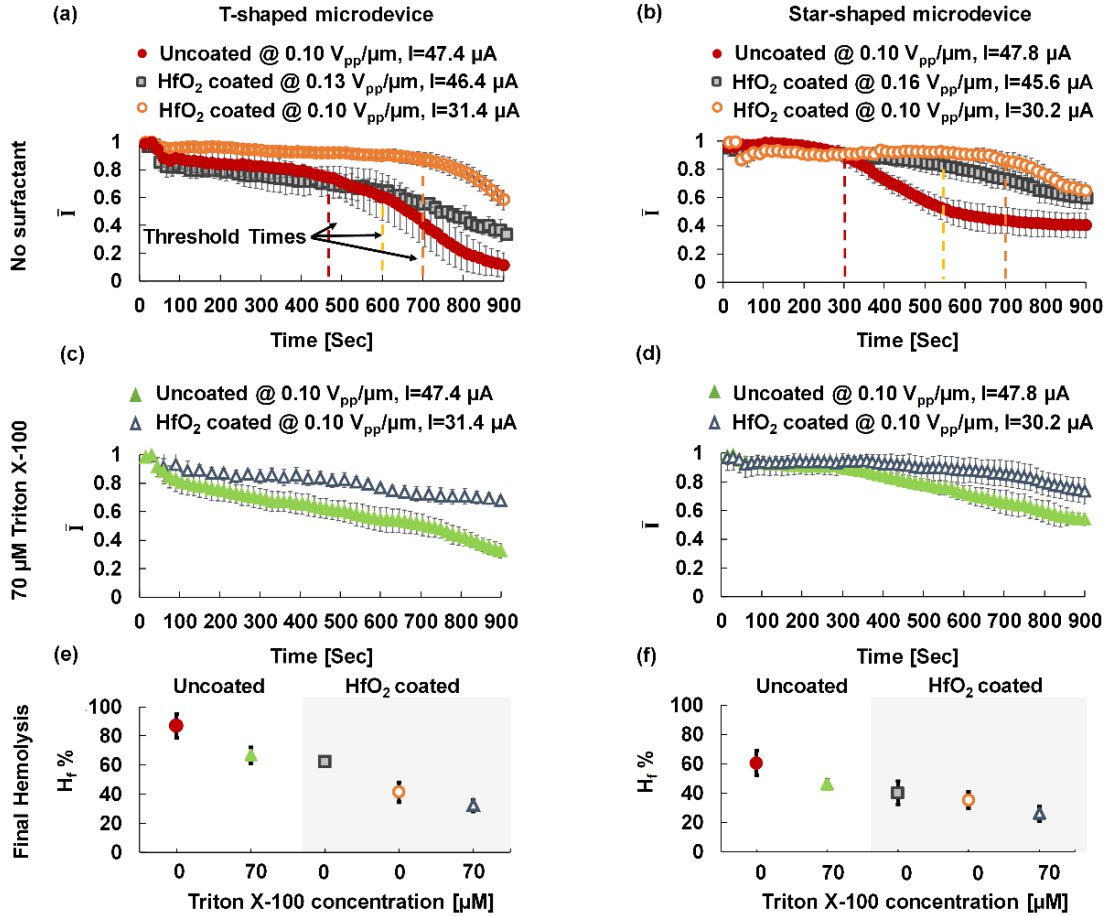 (a) T-shaped microdevice
Uncoated @ 0.10 Vpp/µm, I=47.4 µA
HfO2 coated @ 0.13 Vpp/µm, I=46.4 µA
HfO2 coated @ 0.10 Vpp/µm, I=31.4 µA
No surfactant
1
0.8
0.6
0.4
0.2
0
Ī
Threshold Times
0 100 200 300 400 500 600 700 800 900
Time [Sec]
(b) Star-shaped microdevice
Uncoated @ 0.10 Vpp/µm, I=47.8 µA
HfO2 coated @ 0.16 Vpp/µm, I=45.6 µA
HfO2 coated @ 0.10 Vpp/µm, I=30.2 µA
1
0.8
0.6
0.4
0.2
0
Ī
0 100 200 300 400 500 600 700 800 900
Time [Sec]
(c)
Uncoated @ 0.10 Vpp/µm, I=47.4 µA
HfO2 coated @ 0.10 Vpp/µm, I=31.4 µA
70 µM Triton X-100
1
0.8
0.6
0.4
0.2
Ī
0 100 200 300 400 500 600 700 800 900
Time [Sec]
(d)
Uncoated @ 0.10 Vpp/µm, I=47.8 µA
HfO2 coated @ 0.10 Vpp/µm, I=30.2 µA
1
0.8
0.6
0.4
0.2
Ī
0 100 200 300 400 500 600 700 800 900
Time [Sec]
(e)
Uncoated HfO2 coated
Final Hemolysis
100
80
60
40
20
0
Hf %
0 70 0 0 70
Triton X-100 concentration [µM]
(f)
Uncoated HfO2 coated
100
80
60
40
20
0
Hf %
0 70 0 0 70
Triton X-100 concentration [µM]